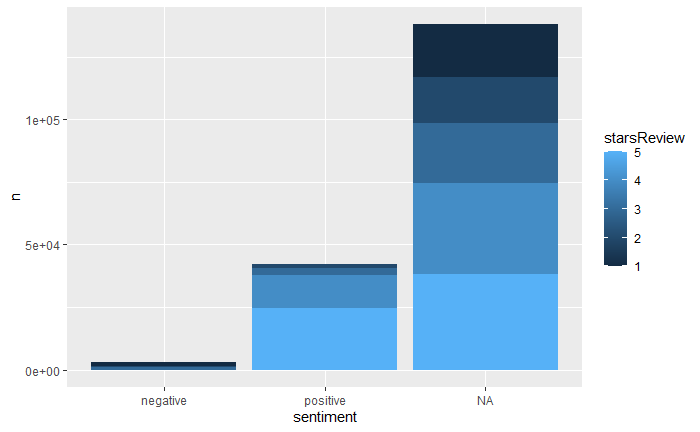 n
1e+05
5e+04
0e+00
negative
positive
NA
sentiment
starsReview
5
4
3
2
1